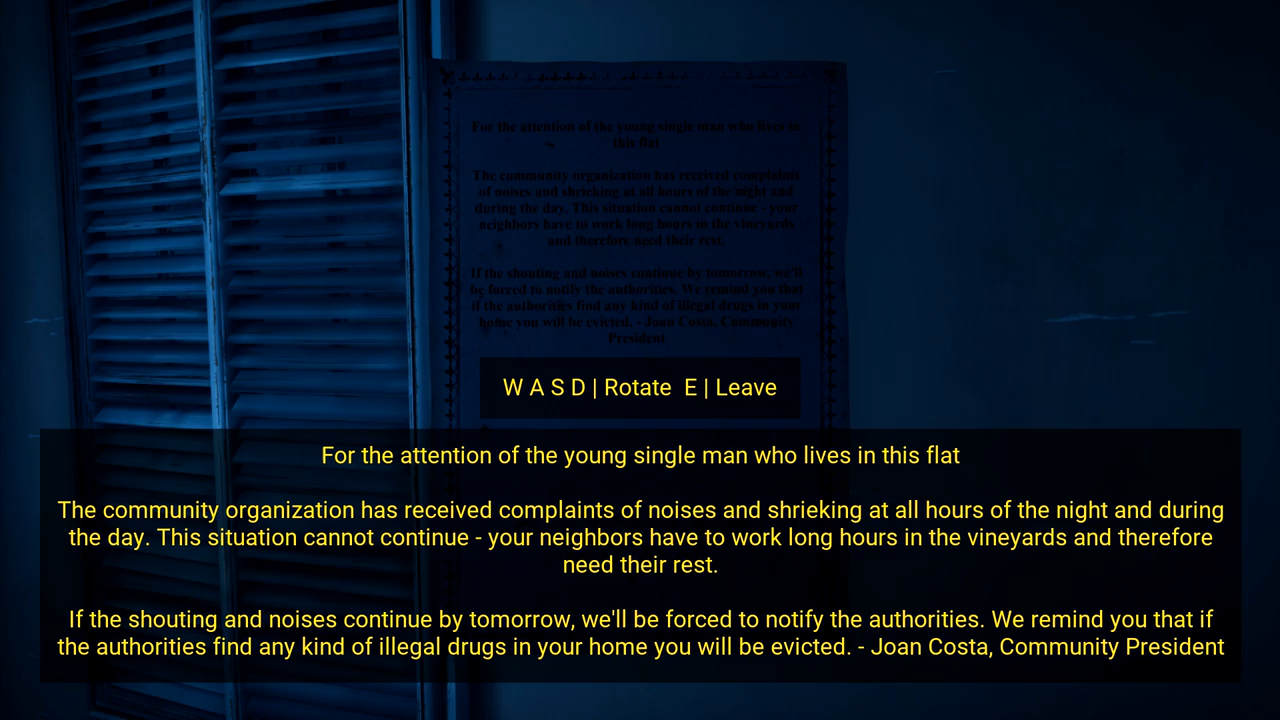 For the attention of the young single man who lives in
this flat
The community organization has received complaints
of noises and shrieking at all hours of the night and
during the day. This situation cannot continue - your
neighbors have to work long hours in the vineyards
and therefore need their rest.
If the shouting and noises continue by tomorrow, we'll
be forced to notify the authorities. We remind you that
if the authorities find any kind of illegal drugs in your
home you will be evicted. - Joan Costa, Community
President
W A S D | Rotate E | Leave
For the attention of the young single man who lives in this flat
The community organization has received complaints of noises and shrieking at all hours of the night and during
the day. This situation cannot continue - your neighbors have to work long hours in the vineyards and therefore
need their rest.
If the shouting and noises continue by tomorrow, we'll be forced to notify the authorities. We remind you that if
the authorities find any kind of illegal drugs in your home you will be evicted. - Joan Costa, Community President